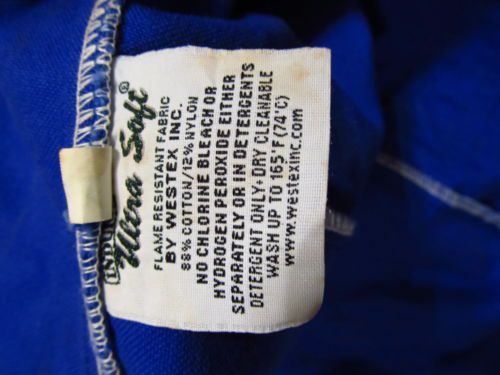 Ultra Soft®
FLAME RESISTANT FABRIC
BY WESTEX INC.
88% COTTON/12% NYLON
NO CHLORINE BLEACH OR
HYDROGEN PEROXIDE EITHER
SEPARATELY OR IN DETERGENTS
DETERGENT ONLY•DRY CLEANABLE
WASH UP TO 165°F (74°C)
www.westexinc.com